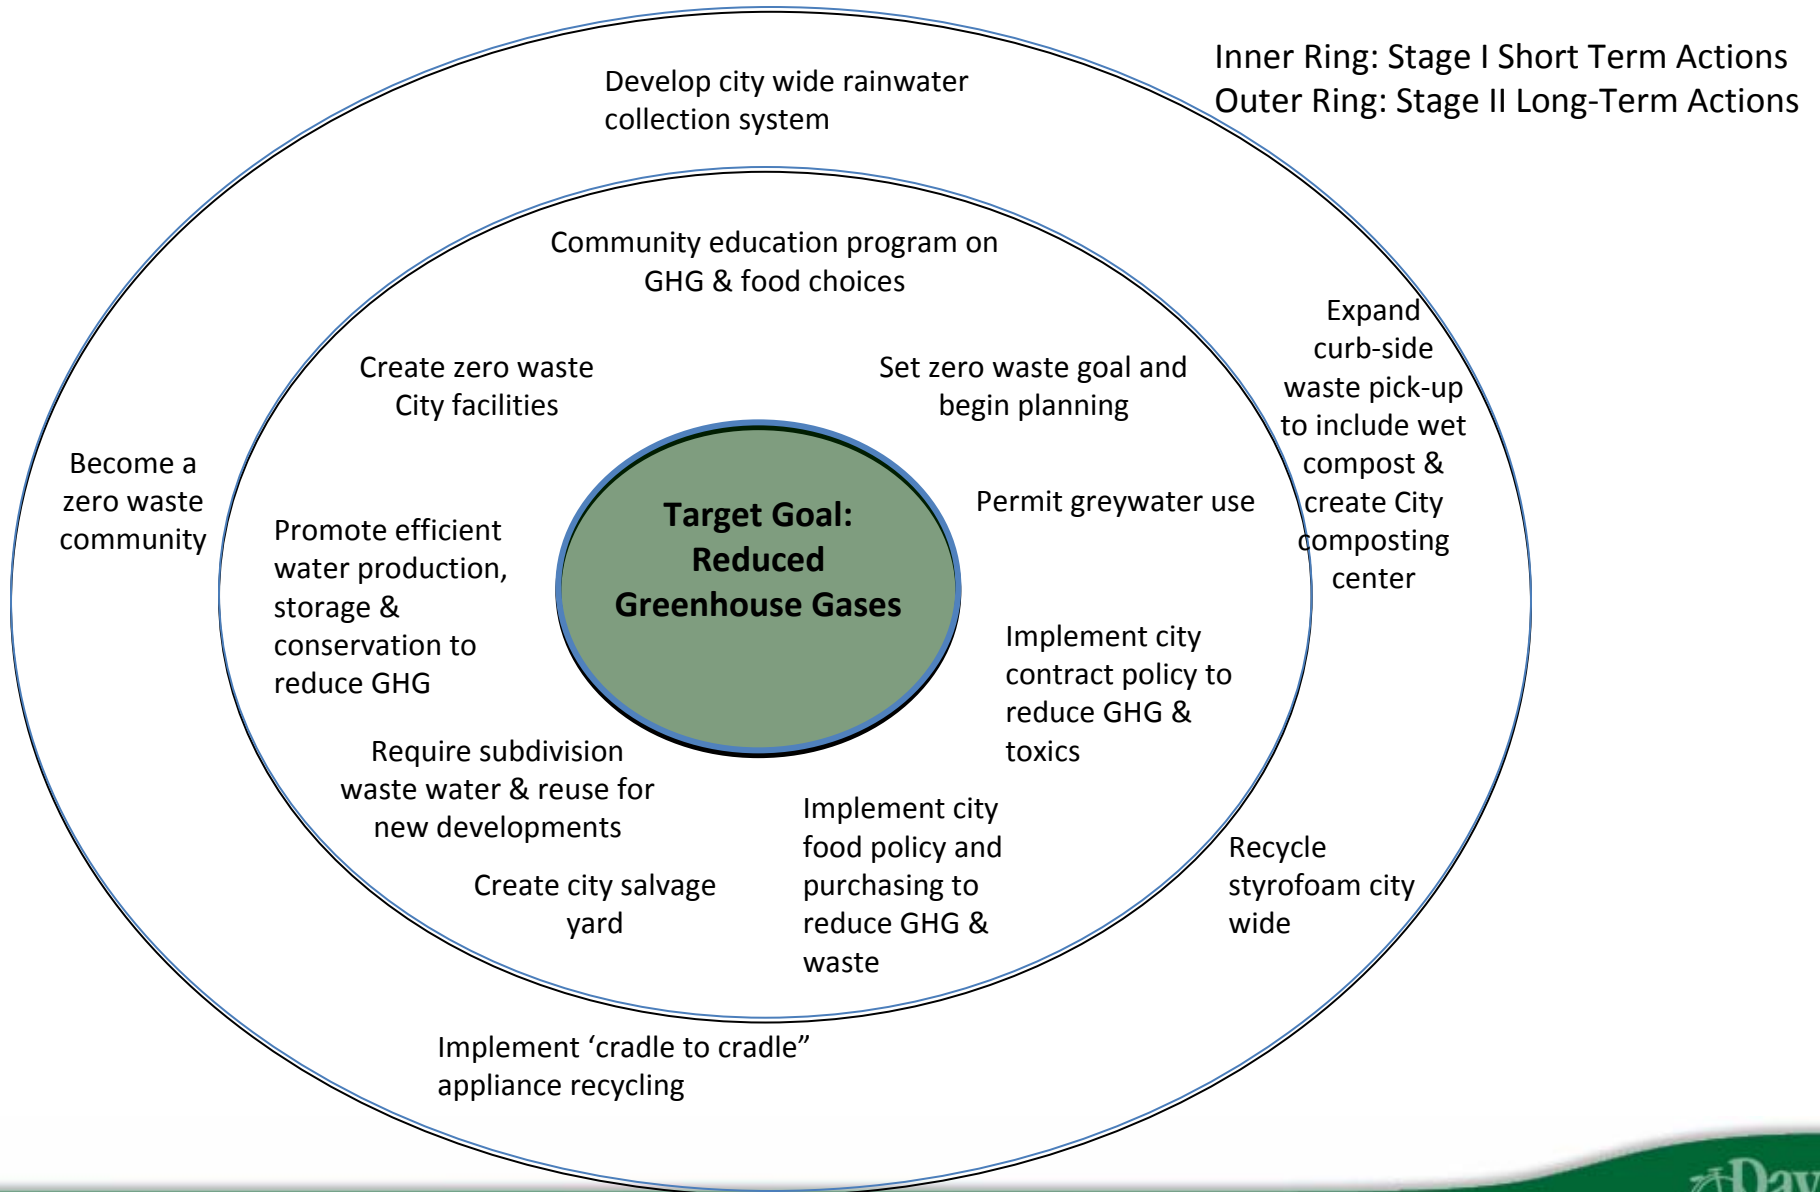 Inner Ring: Stage I Short Term Actions
Outer Ring: Stage II Long-Term Actions
Develop city wide rainwater
collection system
Community education program on
GHG & food choices
Expand
curb-side
waste pick-up
to include wet
compost &
create City
composting
center
Create zero waste
City facilities
Set zero waste goal and
begin planning
Become a
zero waste
community
Target Goal:
Reduced
Greenhouse Gases
Permit greywater use
Promote efficient
water production,
storage &
conservation to
reduce GHG
Implement city
contract policy to
reduce GHG &
toxics
Require subdivision
waste water & reuse for
new developments
Implement city
food policy and
purchasing to
reduce GHG &
waste
Recycle
styrofoam city
wide
Create city salvage
yard
Implement ‘cradle to cradle”
appliance recycling